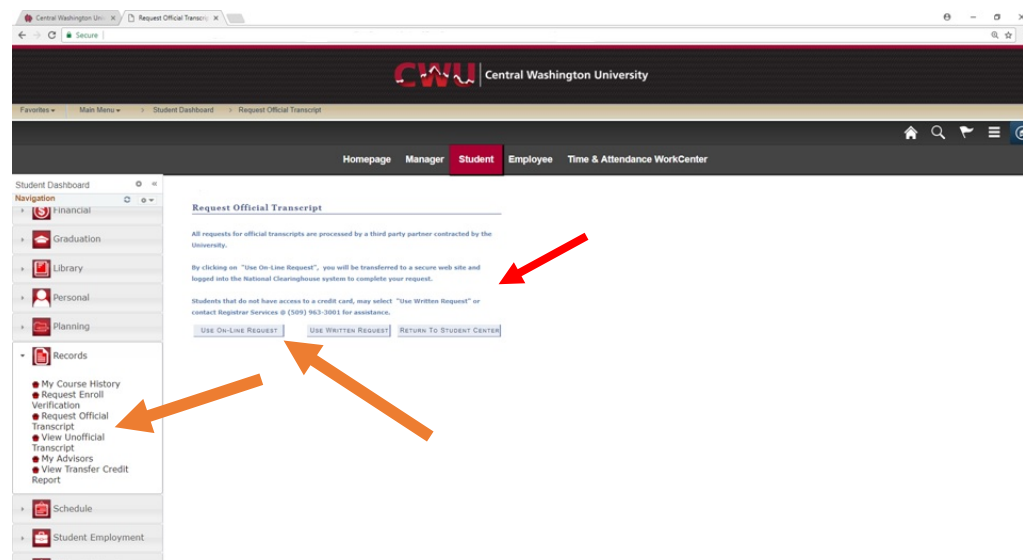 Central Washington Uni
Request Official Transcrip
Secure
CWU Central Washington University
Favorites Main Menu Student Dashboard Request Official Transcript
Homepage Manager Student Employee Time & Attendance WorkCenter
Student Dashboard
Navigation
Financial
Graduation
Library
Personal
Planning
Records
My Course History
Request Enroll
Verification
Request Official
Transcript
View Unofficial
Transcript
My Advisors
View Transfer Credit
Report
Schedule
Student Employment
Request Official Transcript
All requests for official transcripts are processed by a third party partner contracted by the
University.
By clicking on "Use On-Line Request", you will be transferred to a secure web site and
logged into the National Clearinghouse system to complete your request.
Students that do not have access to a credit card, may select "Use Written Request" or
contact Registrar Services @ (509) 963-3001 for assistance.
Use On-Line Request Use Written Request Return To Student Center